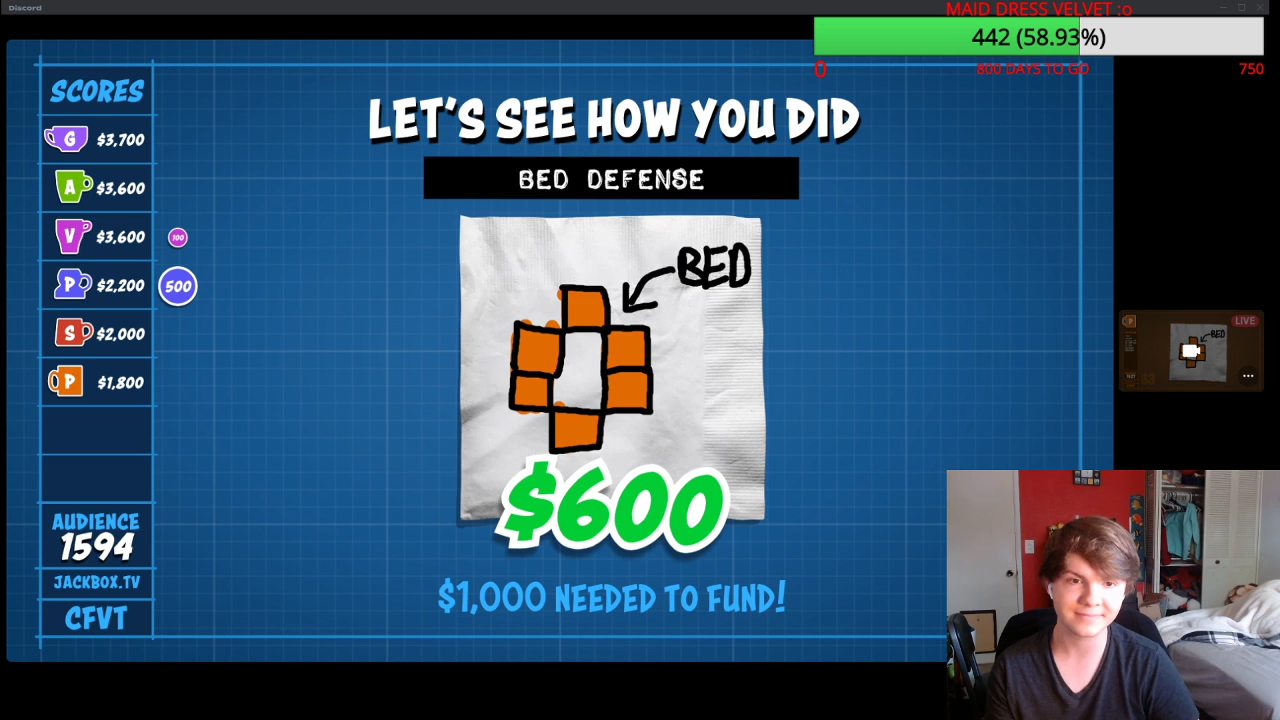 Discord
MAID DRESS VELVET :o
442 (58.93%)
0
800 DAYS TO GO
750
SCORES
G $3,700
A $3,600
V $3,600 100
P $2,200 500
S $2,000
P $1,800
AUDIENCE
1594
JACKBOX.TV
CFVT
LET'S SEE HOW YOU DID
BED DEFENSE
BED
$600
$1,000 NEEDED TO FUND!
LIVE
BED